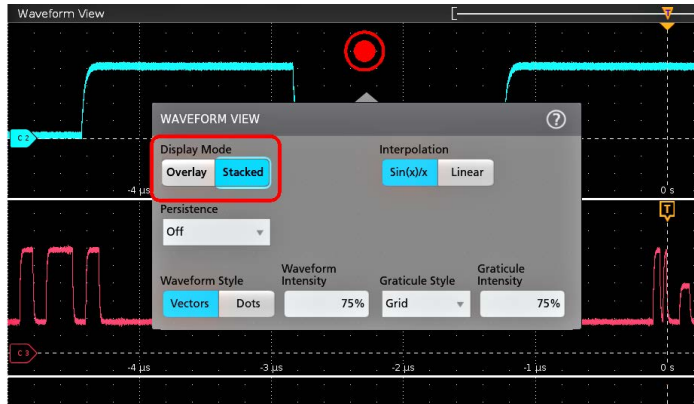 Waveform View
T
C 2
WAVEFORM VIEW
?
Display Mode
Interpolation
Overlay Stacked
Sin(x)/x Linear
-4 µs
0 s
Persistence
T
Off
Waveform Style
Waveform Intensity
Graticule Style
Graticule Intensity
Vectors Dots
75%
Grid
75%
C 3
-4 µs -3 µs -2 µs -1 µs 0 s